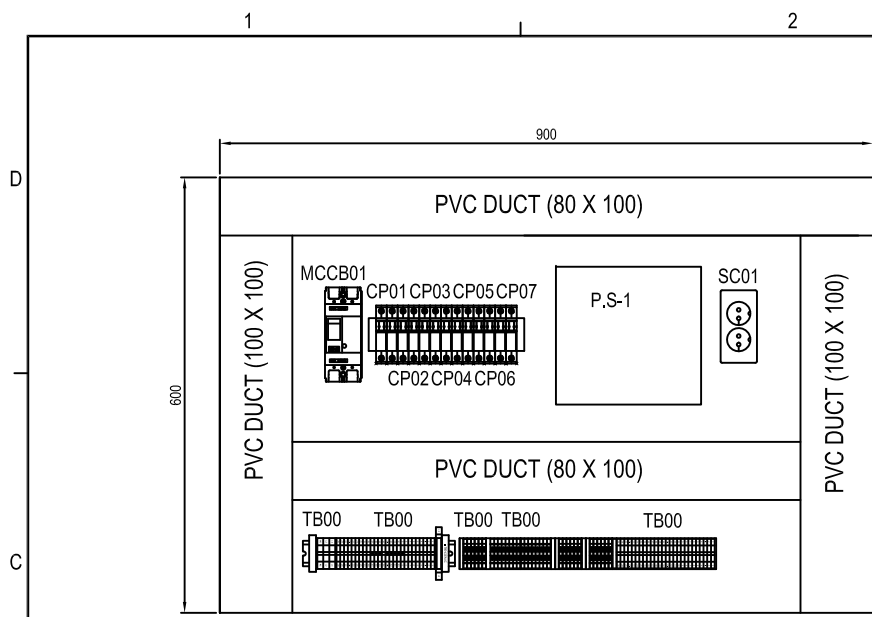 1 2
900
D
PVC DUCT (80 X 100)
MCCB01
SC01
CP01 CP03 CP05 CP07
P.S-1
PVC DUCT (100 X 100)
PVC DUCT (100 X 100)
600
CP02 CP04 CP06
PVC DUCT (80 X 100)
TB00 TB00 TB00 TB00 TB00
C